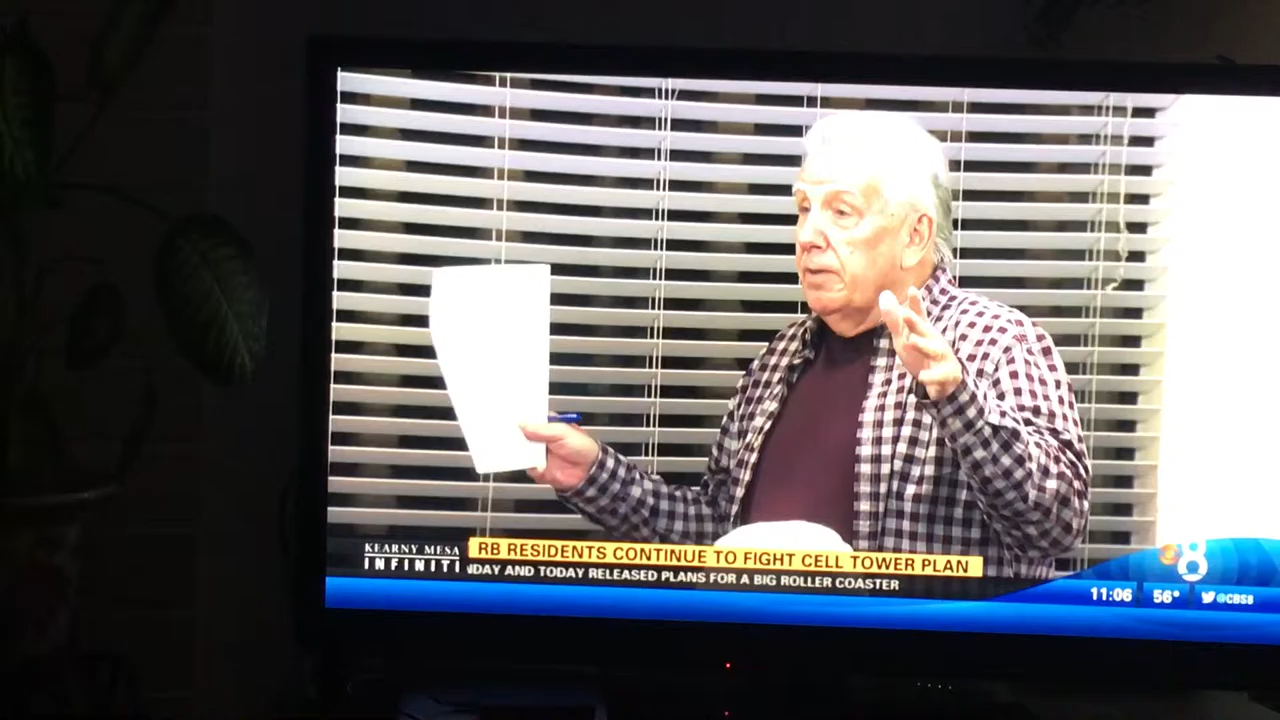 RB RESIDENTS CONTINUE TO FIGHT CELL TOWER PLAN
KEARNY MESA
INFINITI
AND TODAY RELEASED PLANS FOR A BIG ROLLER COASTER
8
11:06 56° @CBS8